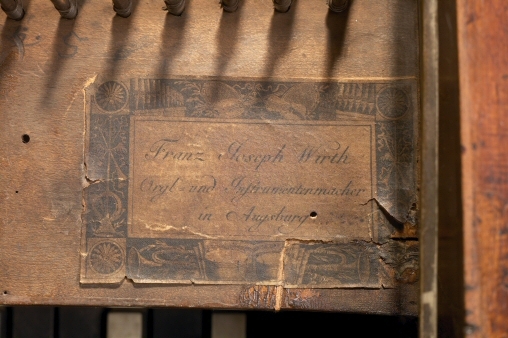 Franz Joseph Wirth
Orgl- und Instrumentenmacher
in Augsburg